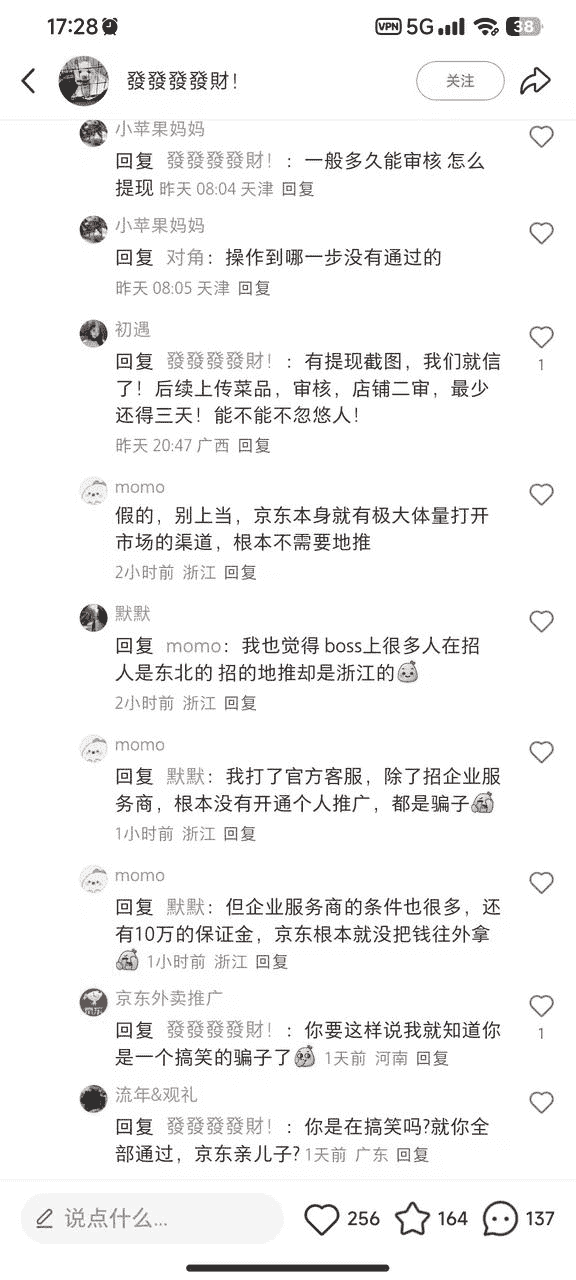 17:28
VPN 5G 38
發發發發財！
关注
小苹果妈妈
回复 發發發發財！：一般多久能审核 怎么
提现 昨天 08:04 天津 回复
小苹果妈妈
回复 对角：操作到哪一步没有通过的
昨天 08:05 天津 回复
初遇
回复 發發發發財！：有提现截图，我们就信
了！后续上传菜品，审核，店铺二审，最少
还得三天！能不能不忽悠人！
1
昨天 20:47 广西 回复
momo
假的，别上当，京东本身就有极大体量打开
市场的渠道，根本不需要地推
2小时前 浙江 回复
默默
回复 momo：我也觉得 boss上很多人在招
人是东北的 招的地推却是浙江的
2小时前 浙江 回复
momo
回复 默默：我打了官方客服，除了招企业服
务商，根本没有开通个人推广，都是骗子
1小时前 浙江 回复
momo
回复 默默：但企业服务商的条件也很多，还
有10万的保证金，京东根本就没把钱往外拿
1小时前 浙江 回复
京东外卖推广
回复 發發發發財！：你要这样说我就知道你
是一个搞笑的骗子了 1天前 河南 回复
1
流年&观礼
回复 發發發發財！：你是在搞笑吗?就你全
部通过，京东亲儿子? 1天前 广东 回复
说点什么... 256 164 137